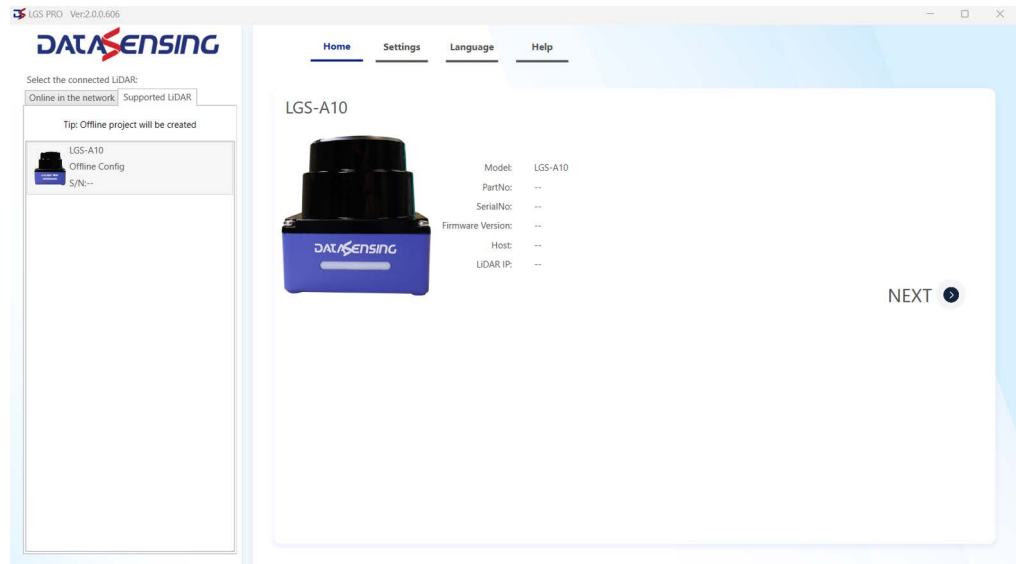 LGS PRO Ver:2.0.0.606
DATASENSING
Home Settings Language Help
Select the connected LiDAR:
Online in the network Supported LiDAR
Tip: Offline project will be created
LGS-A10
Offline Config
S/N:--
LGS-A10
DATASENSING
Model: LGS-A10
PartNo: --
SerialNo: --
Firmware Version: --
Host: --
LiDAR IP: --
NEXT